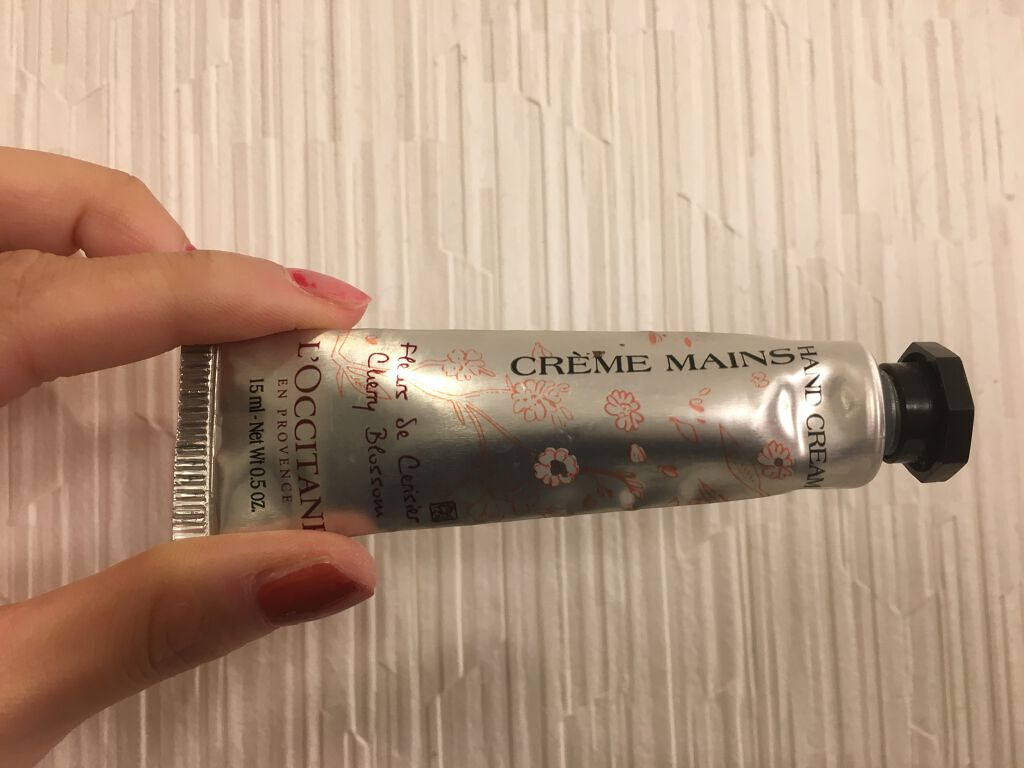 CRÈME MAINS
HAND CREAM
Fleurs de Cerisier
Cherry Blossom
L'OCCITANE
EN PROVENCE
15 ml - Net Wt 0.5 OZ.